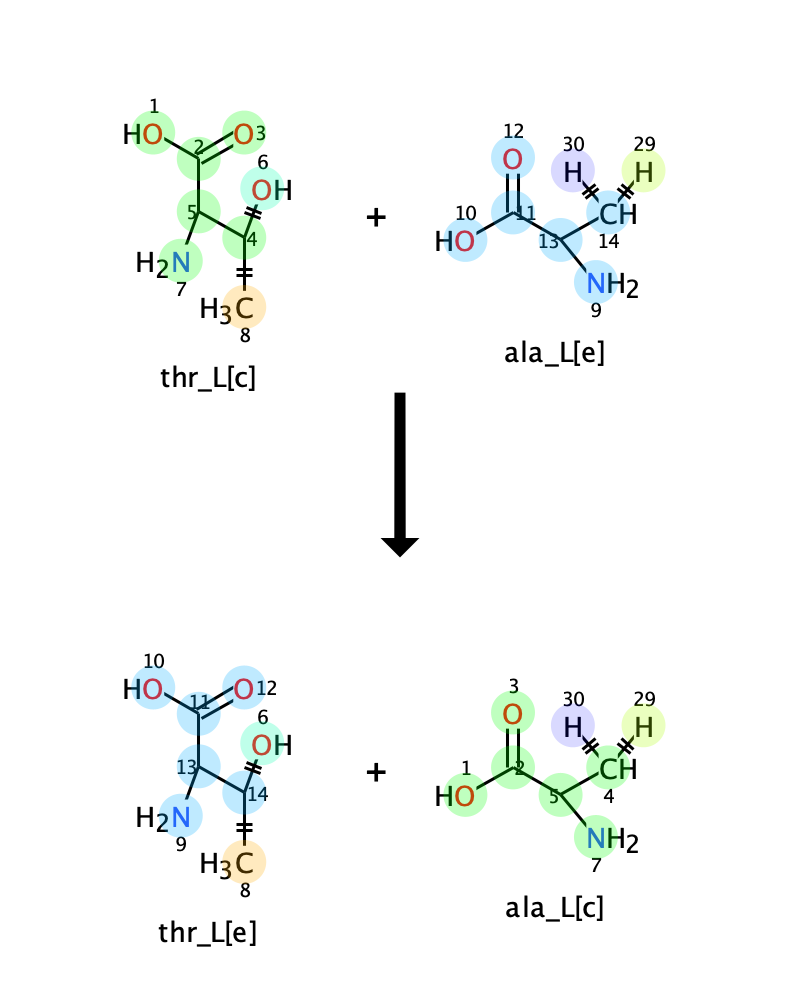 1
HO
2
O3
6
OH
5
4
H2N
7
H3C
8
thr_L[c]
+
12
O
30
H
29
H
10
HO
11
13
CH
14
NH2
9
ala_L[e]
10
HO
11
O12
6
OH
13
14
H2N
9
H3C
8
thr_L[e]
+
3
O
30
H
29
H
1
HO
2
5
CH
4
NH2
7
ala_L[c]